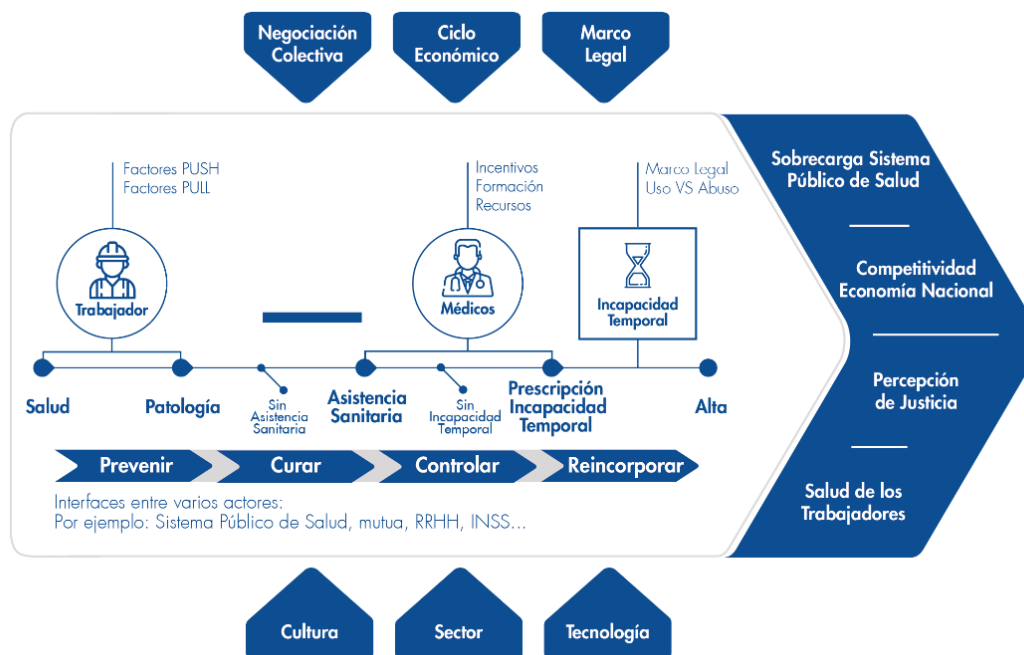 Negociación
Colectiva
Ciclo
Económico
Marco
Legal
Factores PUSH
Factores PULL
Incentivos
Formación
Recursos
Marco Legal
Uso VS Abuso
Trabajador
Médicos
Incapacidad
Temporal
Salud
Patología
Sin
Asistencia
Sanitaria
Asistencia
Sanitaria
Sin
Incapacidad
Temporal
Prescripción
Incapacidad
Temporal
Alta
Prevenir
Curar
Controlar
Reincorporar
Interfaces entre varios actores:
Por ejemplo: Sistema Público de Salud, mutua, RRHH, INSS...
Sobrecarga Sistema
Público de Salud
Competitividad
Economía Nacional
Percepción
de Justicia
Salud de los
Trabajadores
Cultura
Sector
Tecnología